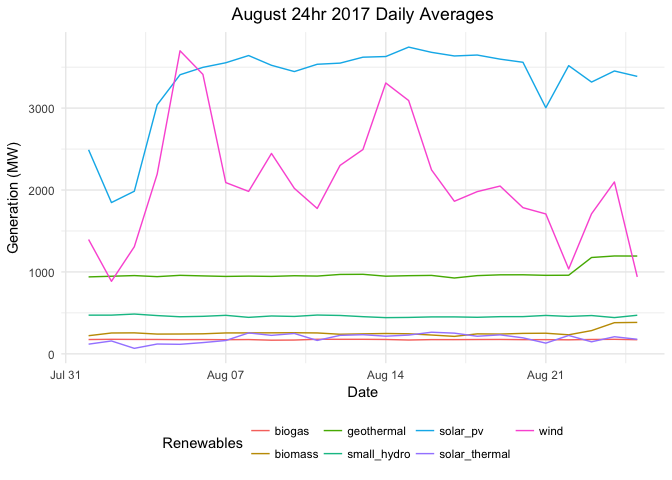 August 24hr 2017 Daily Averages
Generation (MW)
3000
2000
1000
0
Jul 31 Aug 07 Aug 14 Aug 21
Date
Renewables
biogas geothermal solar_pv wind
biomass small_hydro solar_thermal